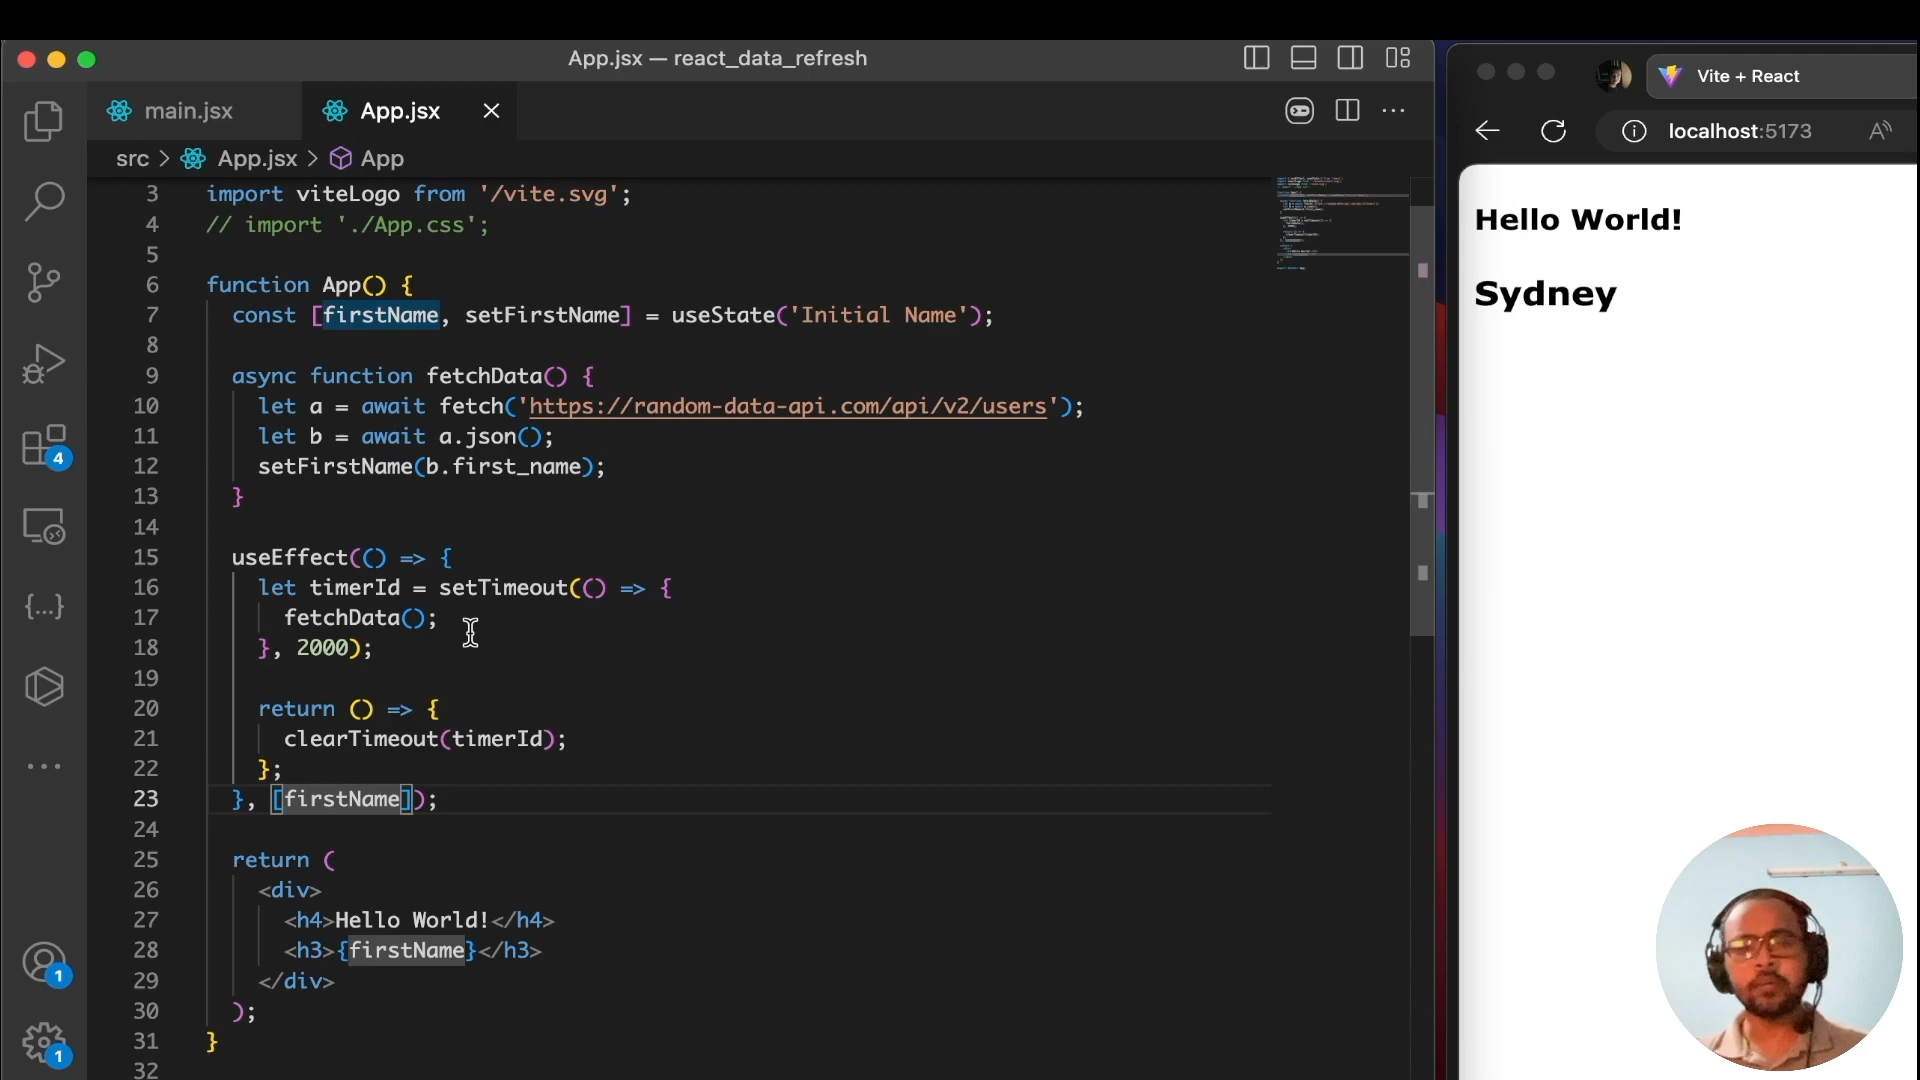 App.jsx — react_data_refresh
main.jsx
App.jsx
src > App.jsx > App
3 import viteLogo from '/vite.svg';
4 // import './App.css';
5
6 function App() {
7 const [firstName, setFirstName] = useState('Initial Name');
8
9 async function fetchData() {
10 let a = await fetch('https://random-data-api.com/api/v2/users');
11 let b = await a.json();
12 setFirstName(b.first_name);
13 }
14
15 useEffect(() => {
16 let timerId = setTimeout(() => {
17 fetchData();
18 }, 2000);
19
20 return () => {
21 clearTimeout(timerId);
22 };
23 }, [firstName]);
24
25 return (
26 <div>
27 <h4>Hello World!</h4>
28 <h3>{firstName}</h3>
29 </div>
30 );
31 }
32
4
1
1
Vite + React
localhost:5173
Hello World!
Sydney